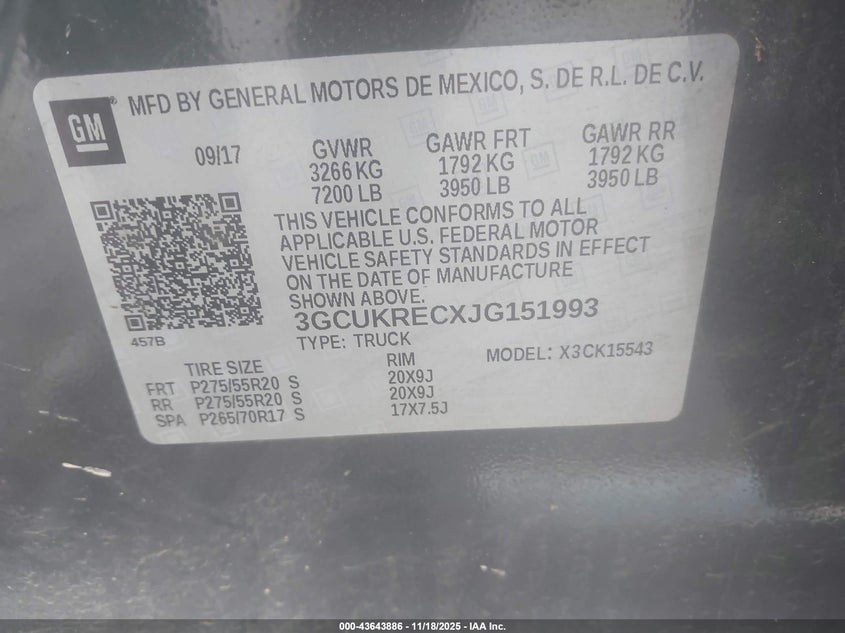 GM
®
MFD BY GENERAL MOTORS DE MEXICO, S. DE R.L. DE C.V.
09/17 GVWR GAWR FRT GAWR RR
3266 KG 1792 KG 1792 KG
7200 LB 3950 LB 3950 LB
THIS VEHICLE CONFORMS TO ALL
APPLICABLE U.S. FEDERAL MOTOR
VEHICLE SAFETY STANDARDS IN EFFECT
ON THE DATE OF MANUFACTURE
SHOWN ABOVE.
3GCUKRECXJG151993
457B
TYPE: TRUCK MODEL: X3CK15543
TIRE SIZE RIM
FRT P275/55R20 S 20X9J
RR P275/55R20 S 20X9J
SPA P265/70R17 S 17X7.5J
000-43643886 - 11/18/2025 - IAA Inc.